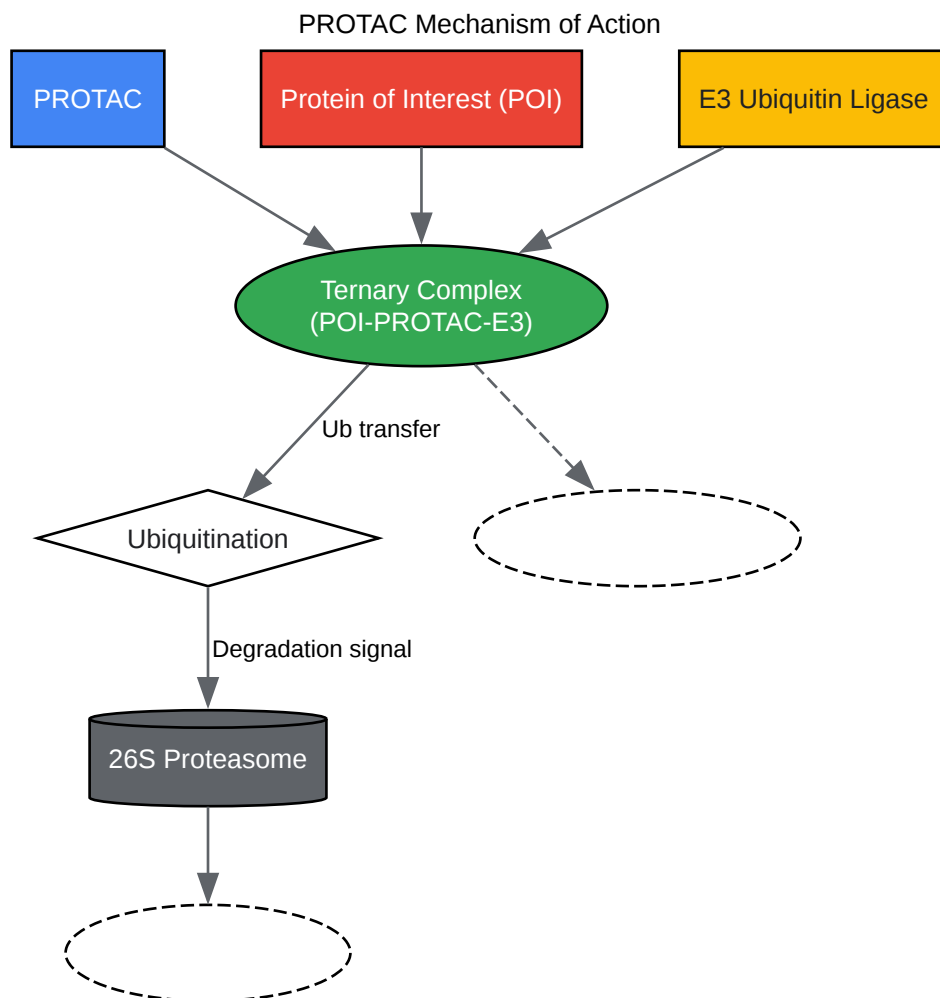 PROTAC Mechanism of Action
PROTAC
Protein of Interest (POI)
E3 Ubiquitin Ligase
Ternary Complex
(POI-PROTAC-E3)
Ub transfer
Ubiquitination
Degradation signal
26S Proteasome